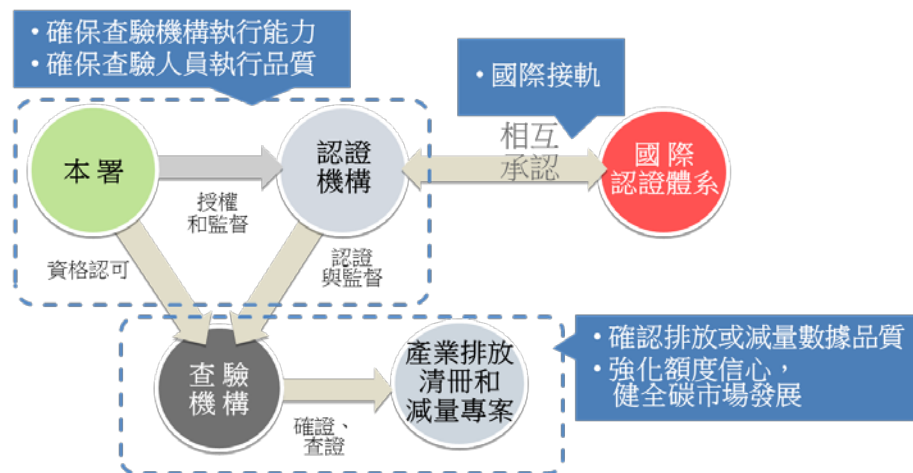 • 確保查驗機構執行能力
• 確保查驗人員執行品質
• 國際接軌
本署
認證
機構
相互
承認
國際
認證體系
授權
和監督
資格認可
認證
與監督
查驗
機構
產業排放
清冊和
減量專案
確證、
查證
• 確認排放或減量數據品質
• 強化額度信心，
健全碳市場發展